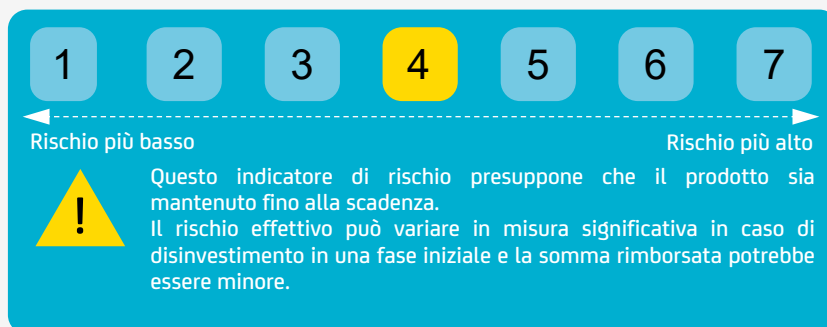 1 2 3 4 5 6 7
Rischio più basso Rischio più alto
Questo indicatore di rischio presuppone che il prodotto sia
mantenuto fino alla scadenza.
Il rischio effettivo può variare in misura significativa in caso di
disinvestimento in una fase iniziale e la somma rimborsata potrebbe
essere minore.
!